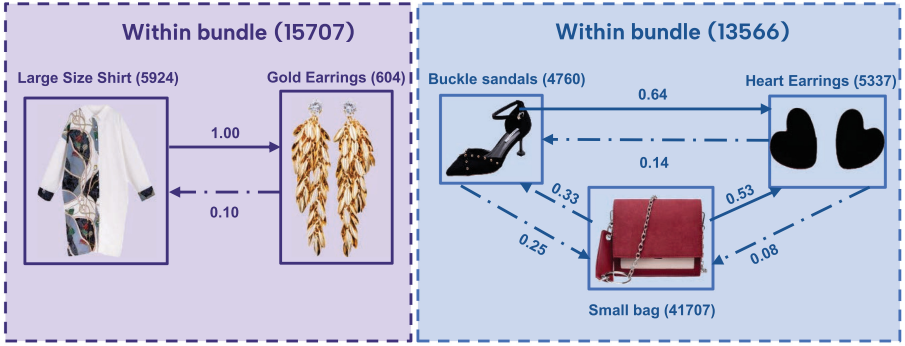 Within bundle (15707)
Large Size Shirt (5924)
Gold Earrings (604)
1.00
0.10
Within bundle (13566)
Buckle sandals (4760)
Heart Earrings (5337)
0.64
0.14
0.33
0.53
0.25
0.08
Small bag (41707)